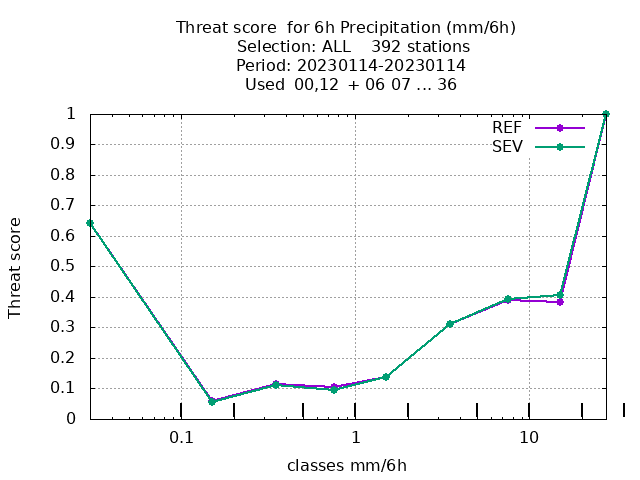 Threat score  for 6h Precipitation (mm/6h)
Selection: ALL    392 stations
Period: 20230114-20230114
Used  00,12  + 06 07 ... 36
REF
SEV
1
0.9
0.8
0.7
0.6
0.5
0.4
0.3
0.2
0.1
0
Threat score
0.1
1
10
classes mm/6h